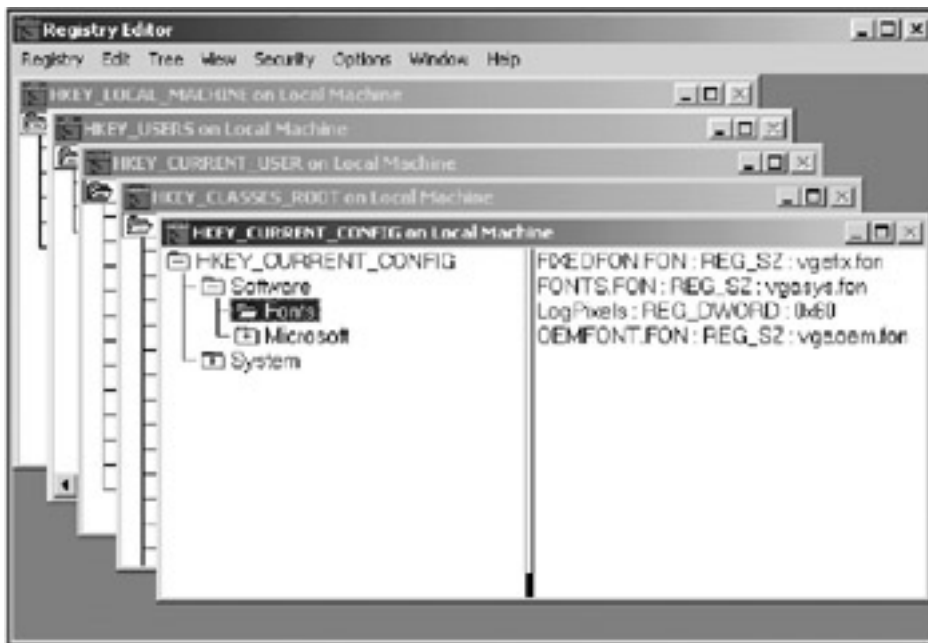 Registry Editor
Registry Edit Tree View Security Options Window Help
HKEY_LOCAL_MACHINE on Local Machine
HKEY_USERS on Local Machine
HKEY_CURRENT_USER on Local Machine
HKEY_CLASSES_ROOT on Local Machine
HKEY_CURRENT_CONFIG on Local Machine
HKEY_CURRENT_CONFIG
Software
Fonts
Microsoft
System
FIXEDFON.FON : REG_SZ : vgafix.fon
FONTS.FON : REG_SZ : vgasys.fon
LogPixels : REG_DWORD : 0x60
OEMFONT.FON : REG_SZ : vgaoem.fon